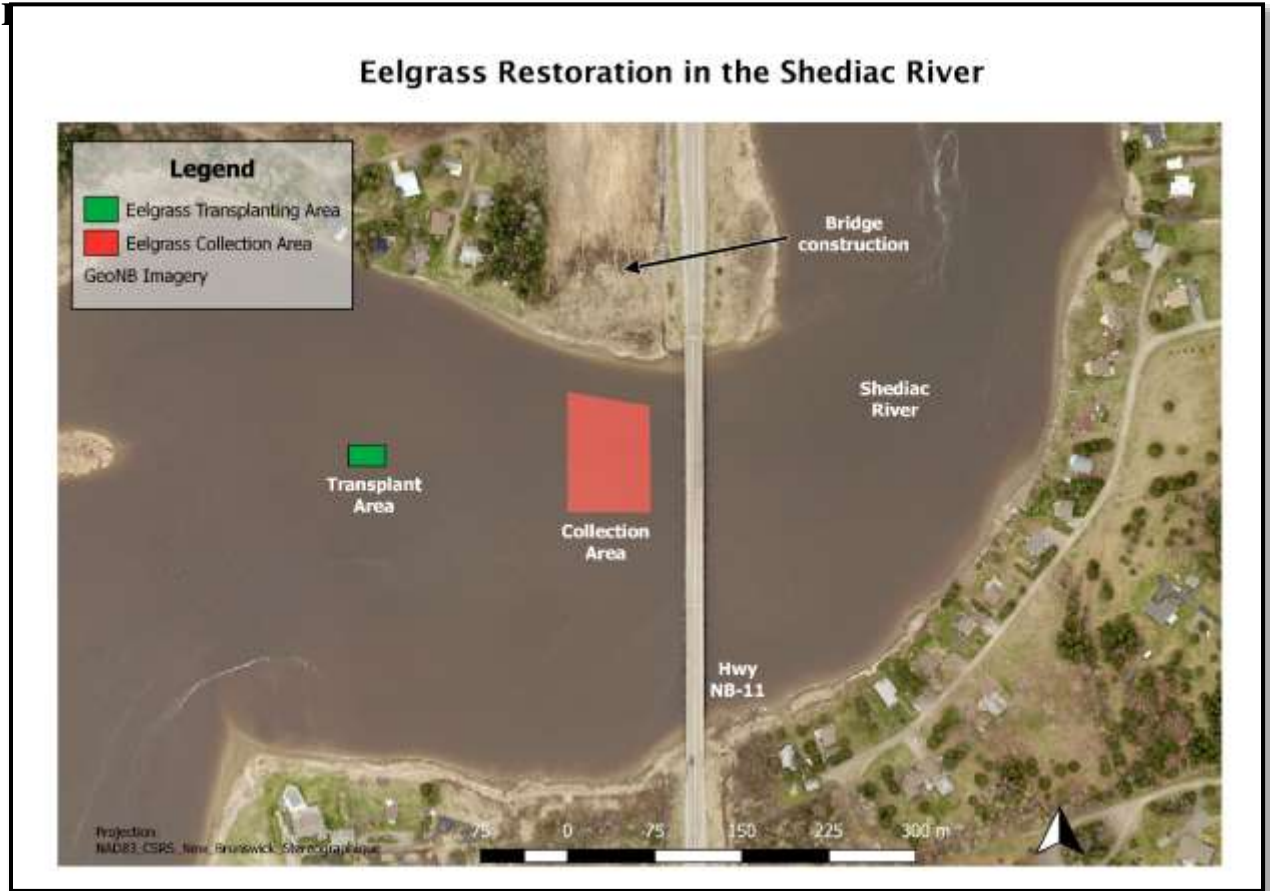 Eelgrass Restoration in the Shediac River
Legend
Eelgrass Transplanting Area
Eelgrass Collection Area
GeoNB Imagery
Bridge
construction
Shediac
River
Transplant
Area
Collection
Area
Hwy
NB-11
Projection
NAD83_CSRS_New_Brunswick_Stereographique
75 0 75 150 225 300 m